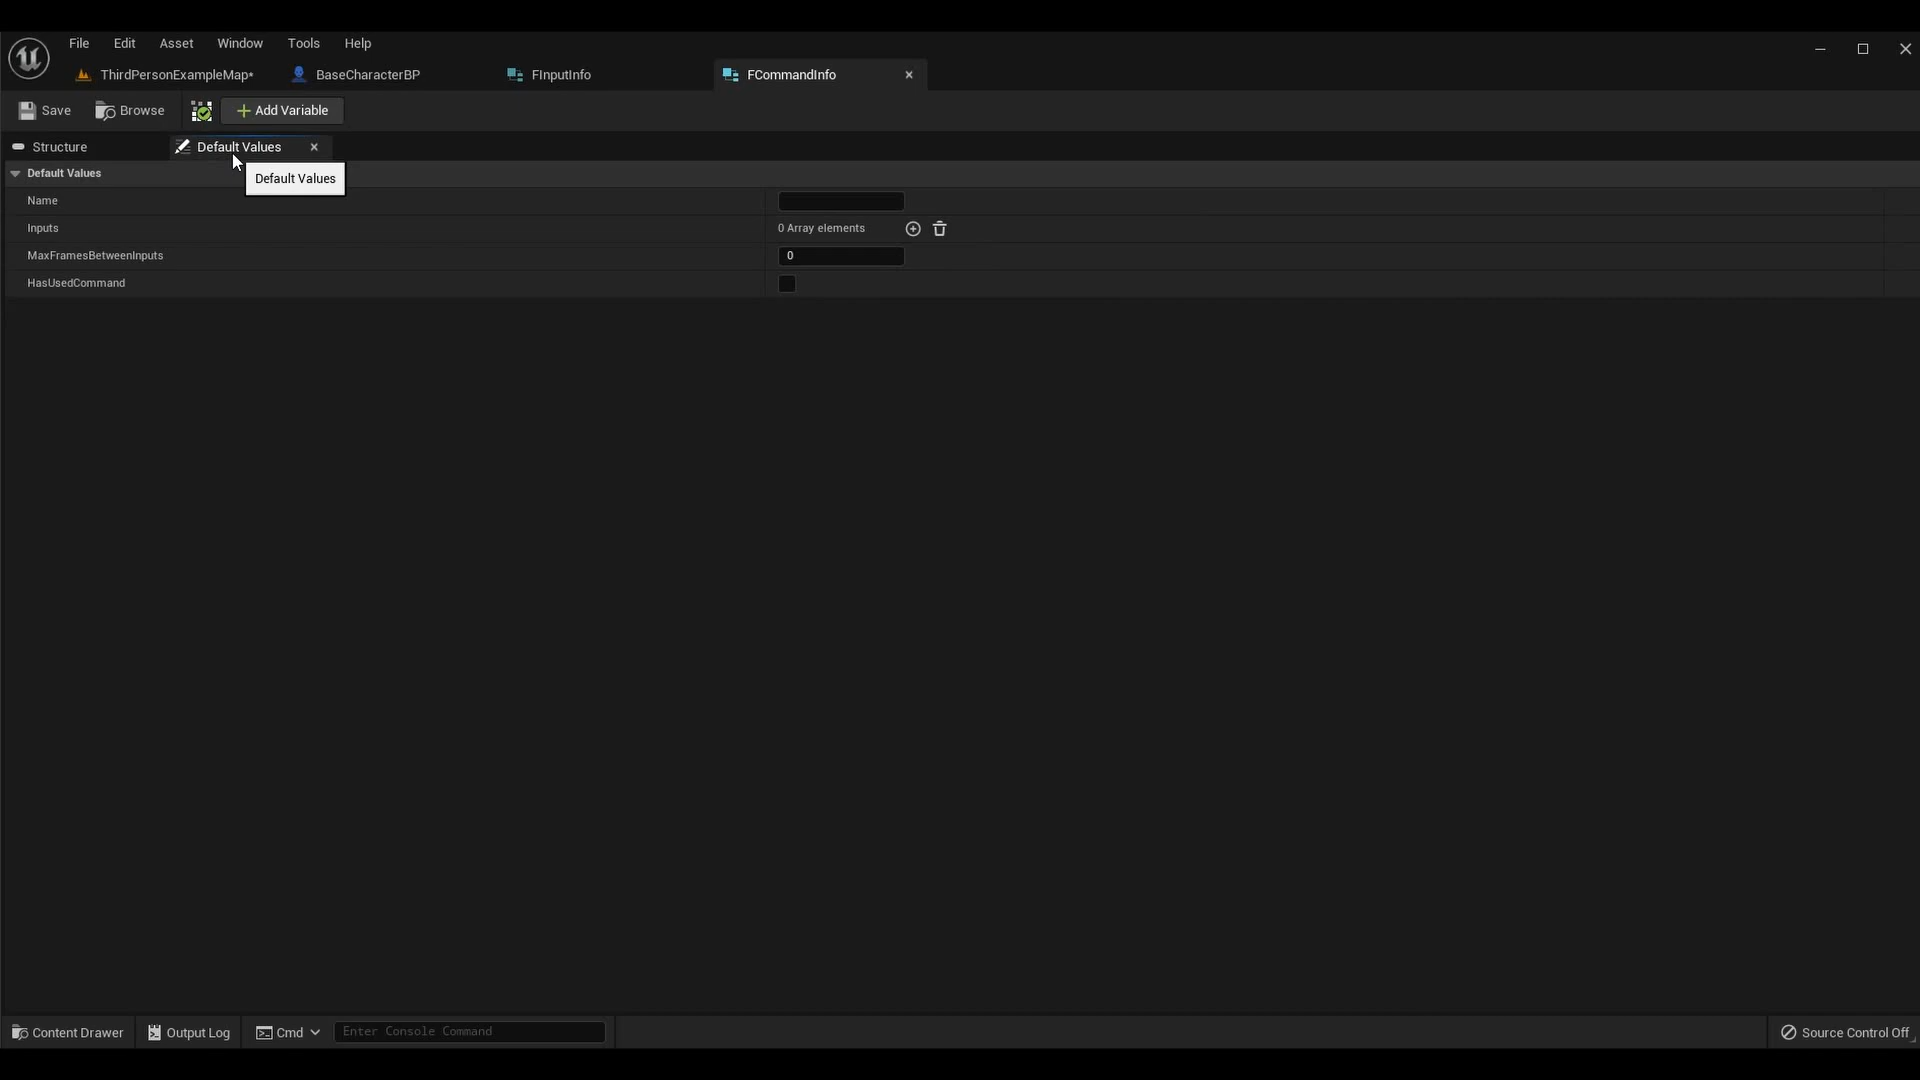 File Edit Asset Window Tools Help
ThirdPersonExampleMap* BaseCharacterBP FInputInfo FCommandInfo
Save Browse Add Variable
Structure Default Values
Default Values
Default Values
Name
Inputs 0 Array elements
MaxFramesBetweenInputs 0
HasUsedCommand
Content Drawer Output Log Cmd Enter Console Command Source Control Off